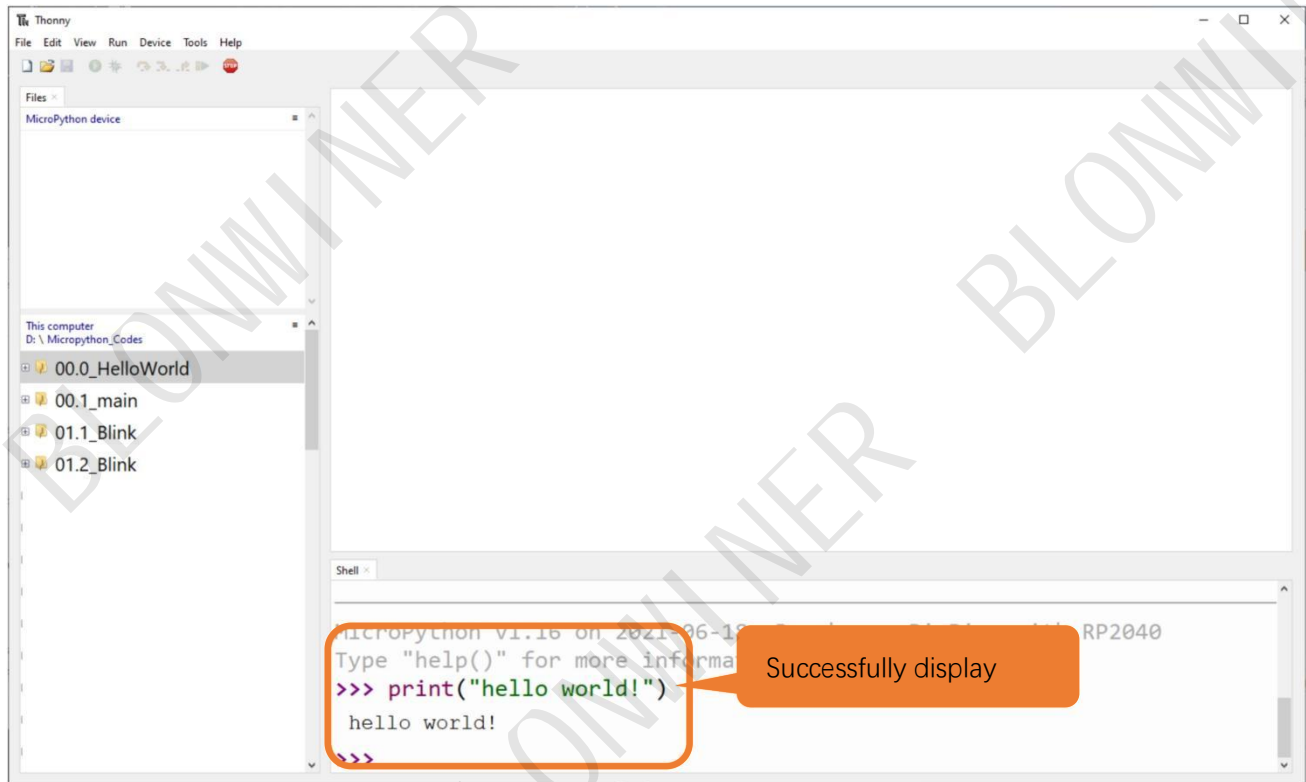 Thonny
File Edit View Run Device Tools Help
Files
MicroPython device
This computer
D: \ Micropython_Codes
00.0_HelloWorld
00.1_main
01.1_Blink
01.2_Blink
Shell
MicroPython v1.16 on 2021-06-18 RP2040
Type "help()" for more
>>> print("hello world!")
hello world!
>>>
Successfully display
BLONWINER
BLONWINER
BLONWINER